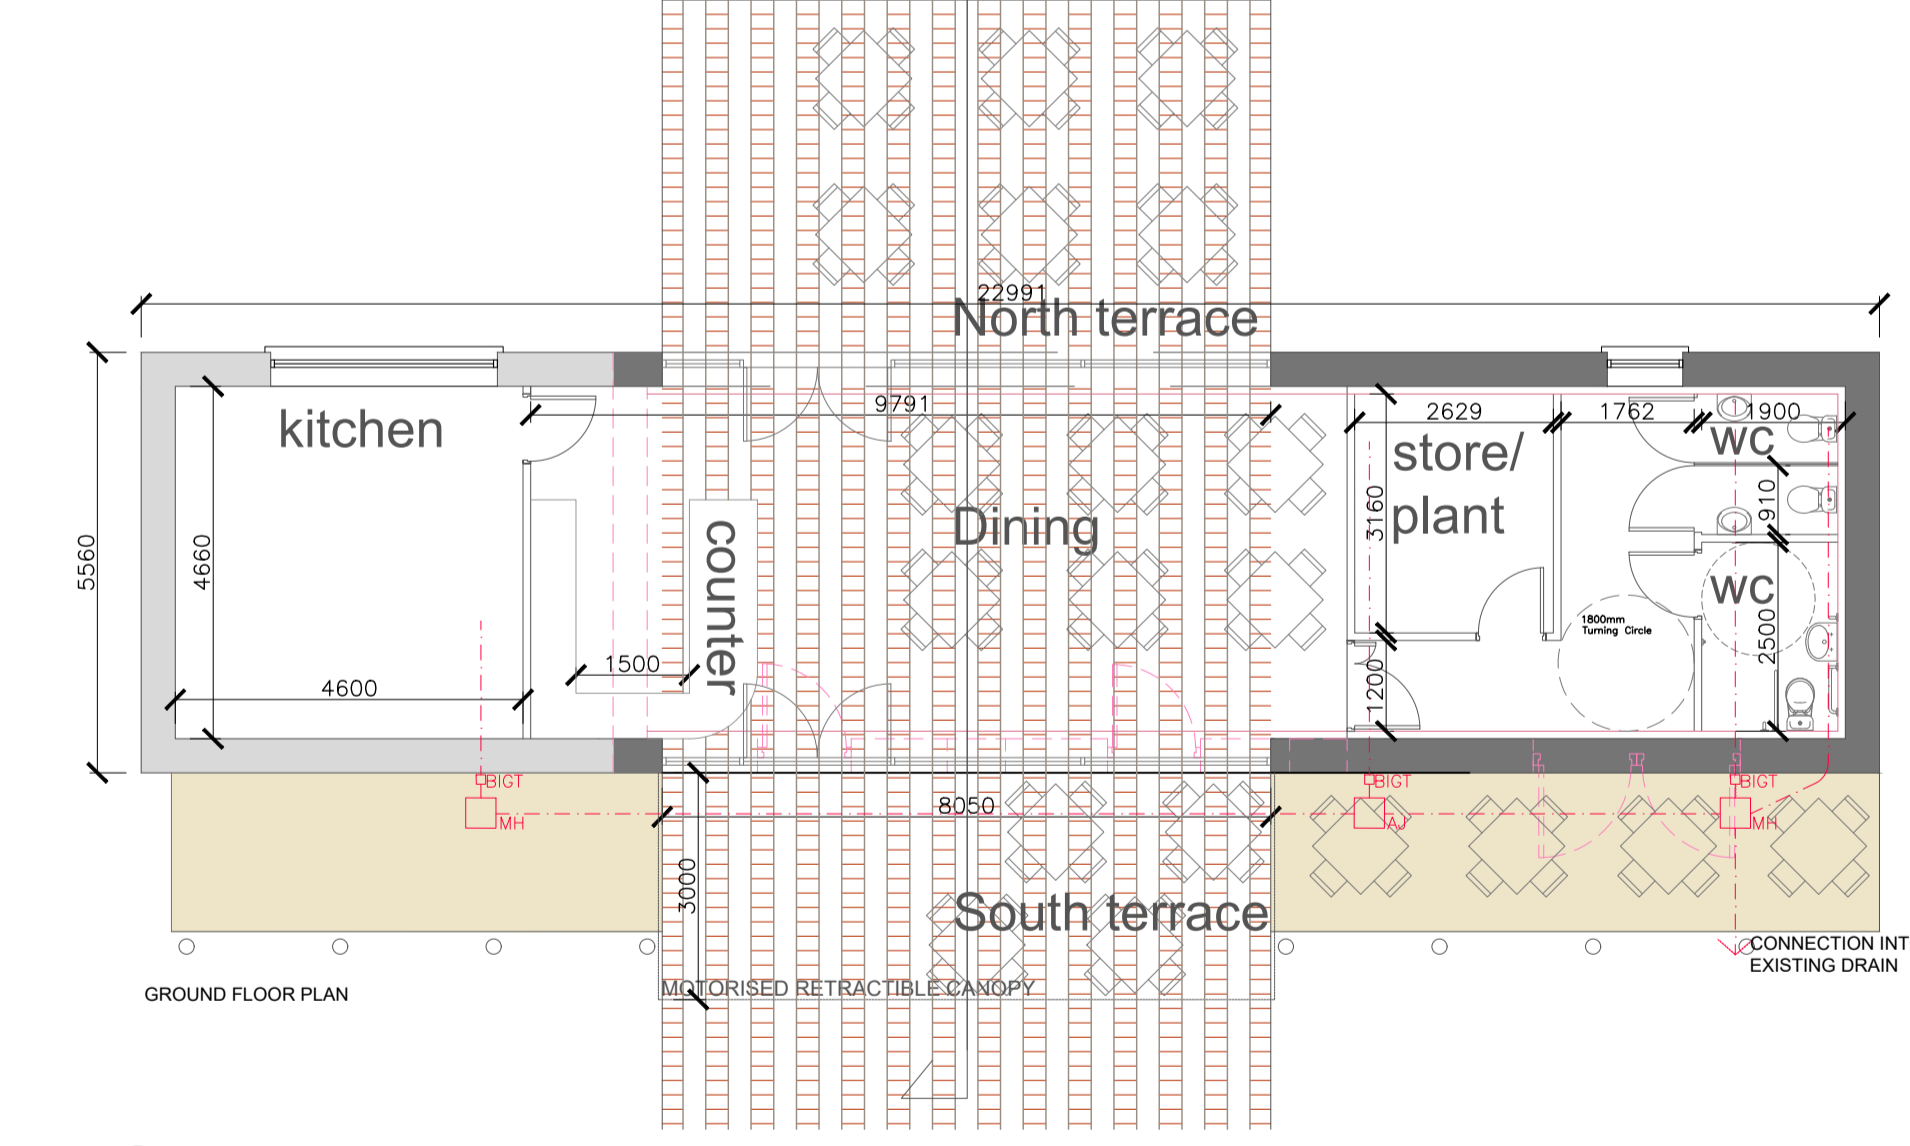 22991
North terrace
9791
kitchen
2629
1762
1900
wc
store/
plant
3160
910
Dining
counter
5560
4660
wc
1800mm
Turning Circle
2500
1500
4600
1200
BIGT
MH
8050
BIGT
AJ
BIGT
MH
3000
South terrace
CONNECTION INT
EXISTING DRAIN
MOTORISED RETRACTIBLE CANOPY
GROUND FLOOR PLAN